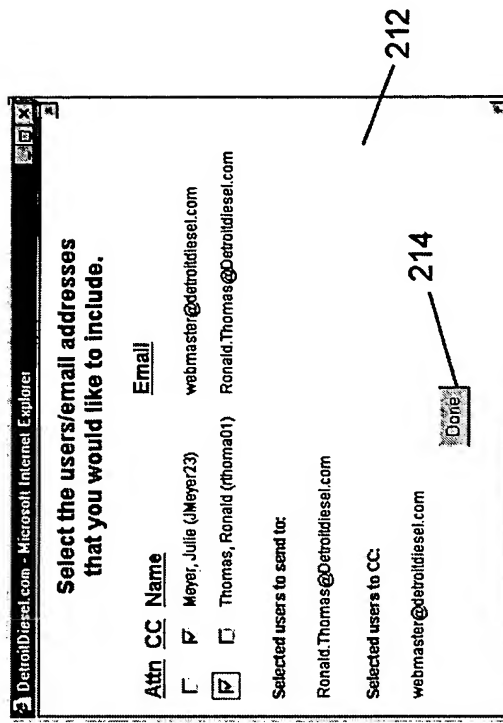 DetroitDiesel.com - Microsoft Internet Explorer
Select the users/email addresses
that you would like to include.
Attn CC Name Email
Meyer, Julie (JMeyer23) webmaster@detroitdiesel.com
Thomas, Ronald (rthoma01) Ronald.Thomas@Detroitdiesel.com
Selected users to send to:
Ronald.Thomas@DetroitDiesel.com
Selected users to CC:
webmaster@detroitdiesel.com
Done
212
214